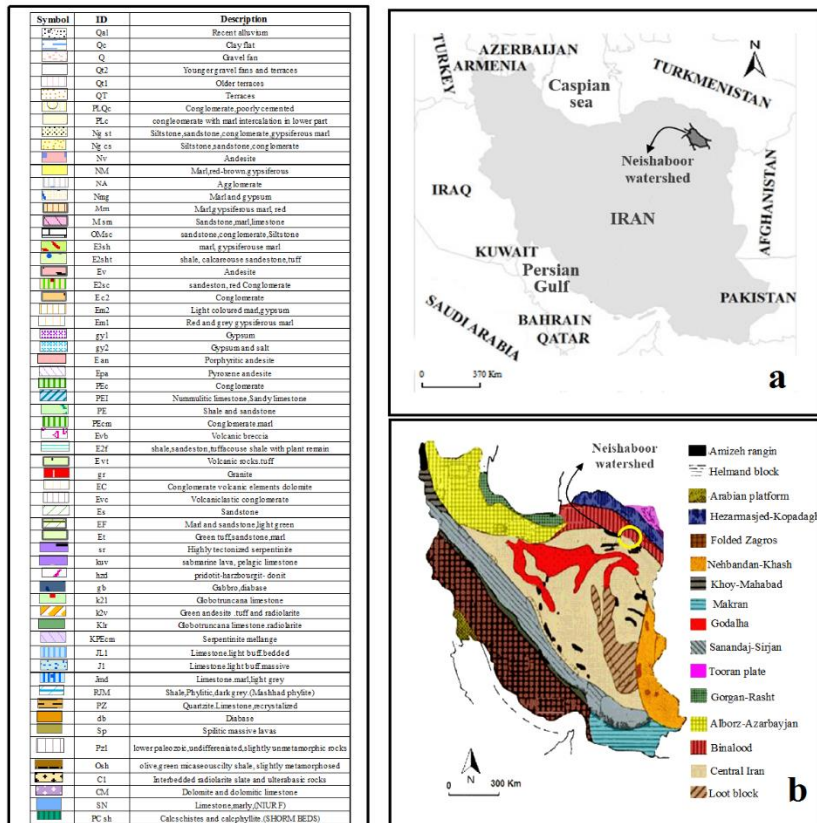 Symbol ID Description
Qal Recent alluvium
Qc Clay flat
Q Gravel fan
Qt2 Younger gravel fans and terraces
Qt1 Older terraces
QT Terraces
PLQc Conglomerate,poorly cemented
PLc congleomerate with marl intercalation in lower part
Ng st Siltstone,sandstone,conglomerate,gypsiferous marl
Ng cs Siltstone,sandstone,conglomerate
Nv Andesite
NM Marl,red-brown,gypsiferous
NA Agglomerate
Nmg Marl and gypsum
Mm Marl,gypsiferous marl, red
M sm Sandstone,marl,limestone
OMsc sandstone,conglomerate,Siltstone
E3sh marl, gypsiferouse marl
E2sht shale, calcareous sandestone,tuff
Ev Andesite
E2sc sandeston, red Conglomerate
Ec2 Conglomerate
Em2 Light coloured marl,gypsum
Em1 Red and grey gypsiferous marl
gy1 Gypsum
gy2 Gypsum and salt
E an Porphyritic andesite
Epa Pyroxene andesite
PEc Conglomerate
PEI Nummulitic limestone,Sandy limestone
PE Shale and sandstone
PEcm Conglomerate.marl
Evb Volcanic breccia
E2f shale,sandeston,tuffacouse shale with plant remain
E vt Volcanic rocks.tuff
gr Granite
EC Conglomerate volcanic elements dolomite
Evc Volcaniclastic conglomerate
Es Sandstone
EF Marl and sandstone,light green
Et Green tuff,sandstone,marl
sr Highly tectonized serpentinite
kuv sabmarine lava, pelagic limestone
hzd pridotit-harzbourgit- donit
gb Gabbro,diabase
k21 Globotruncana limestone
k2v Green andesite .tuff and radiolarite
Klr Globotruncana limestone.radiolarite
KPEcm Serpentinite mellange
JL1 Limestone,light buff.bedded
J1 Limestone,light buff.massive
Jmd Limestone,marl,light grey
RJM Shale,Phylitic,dark grey.(Mashhad phylite)
PZ Quartzite.Limestone,recrystalized
db Diabase
Sp Spilitic massive lavas
Pzl lower paleozoic,undiffereniated,slightly unmetamorphic rocks
Osh olive,green micaseouscilty shale, slightly metamorphosed
C1 Interbedded radiolarite slate and ulterabasic rocks
CM Dolomite and dolomitic limestone
SN Limestone,marly,(NIUR F)
PC sh Calcschistes and calcphyllite.(SHORM BEDS)
TURKEY
AZERBAIJAN
ARMENIA
Caspian
sea
TURKMENISTAN
N
Neishaboor
watershed
AFGHANISTAN
IRAQ
IRAN
KUWAIT
Persian
Gulf
PAKISTAN
SAUDI ARABIA
BAHRAIN
QATAR
0 370 Km
a
Neishaboor
watershed
Amizeh rangin
Helmand block
Arabian platform
Hezarmasjed-Kopadagh
Folded Zagros
Nehbandan-Khash
Khoy-Mahabad
Makran
Godalha
Sanandaj-Sirjan
Tooran plate
Gorgan-Rasht
Alborz-Azarbayjan
Binalood
Central Iran
Loot block
N
0 300 Km
b